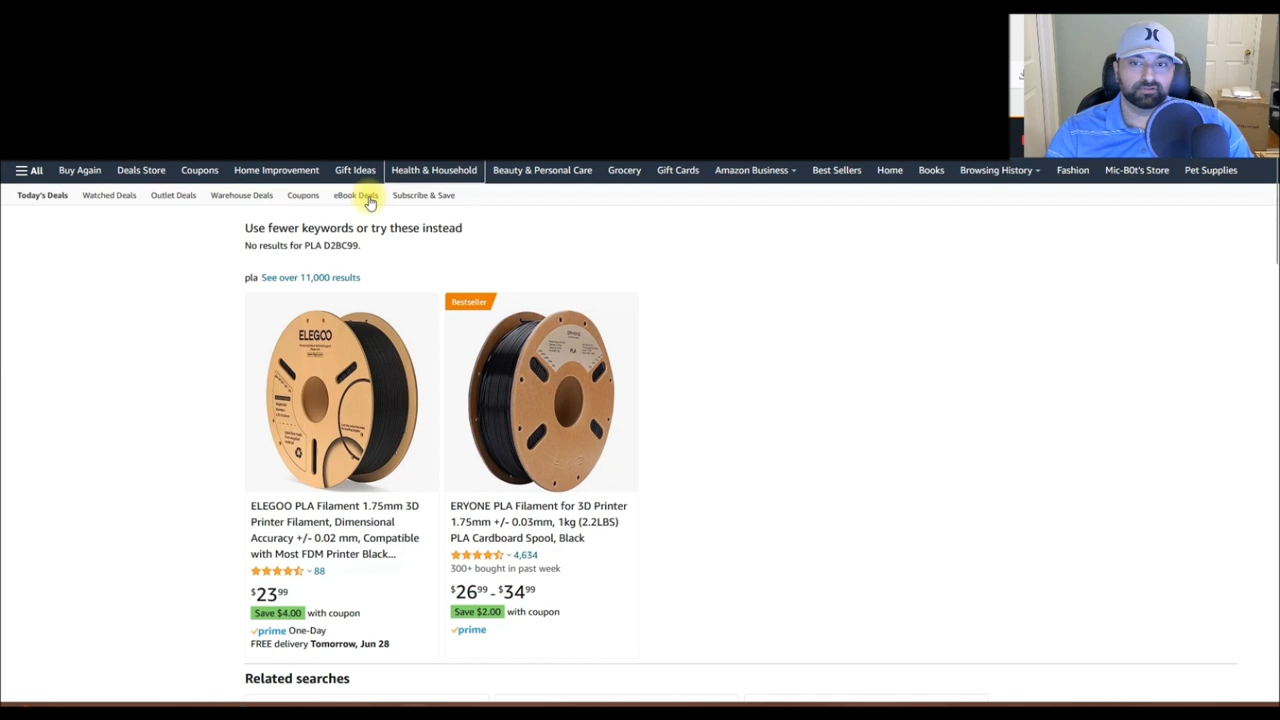 All Buy Again Deals Store Coupons Home Improvement Gift Ideas Health & Household Beauty & Personal Care Grocery Gift Cards Amazon Business Best Sellers Home Books Browsing History Fashion Mic-B0t's Store Pet Supplies
Today's Deals Watched Deals Outlet Deals Warehouse Deals Coupons eBook Deals Subscribe & Save
Use fewer keywords or try these instead
No results for PLA D2BC99.
pla See over 11,000 results
ELEGOO
Bestseller
PLA
ELEGOO PLA Filament 1.75mm 3D
Printer Filament, Dimensional
Accuracy +/- 0.02 mm, Compatible
with Most FDM Printer Black...
88
$23.99
Save $4.00 with coupon
prime One-Day
FREE delivery Tomorrow, Jun 28
ERYONE PLA Filament for 3D Printer
1.75mm +/- 0.03mm, 1kg (2.2LBS)
PLA Cardboard Spool, Black
4,634
300+ bought in past week
$26.99 - $34.99
Save $2.00 with coupon
prime
Related searches